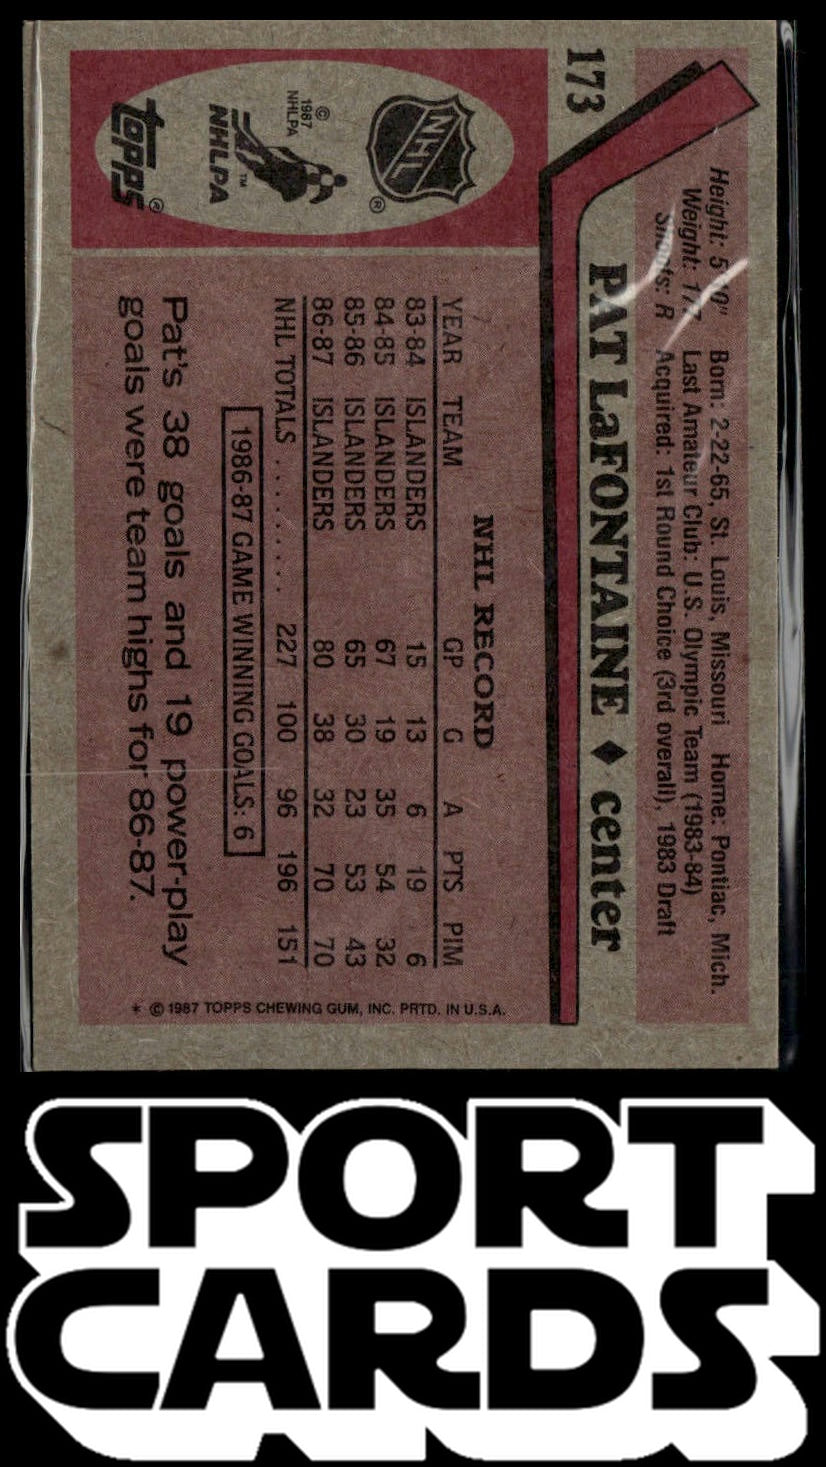 173
Height: 5'10" Born: 2-22-65, St. Louis, Missouri Home: Pontiac, Mich.
Weight: 177 Last Amateur Club: U.S. Olympic Team (1983-84)
Shoots: R Acquired: 1st Round Choice (3rd overall), 1983 Draft
PAT LaFONTAINE ♦ center
NHL
®
© 1987 NHLPA
NHLPA
™
TOPPS®
NHL RECORD
YEAR TEAM GP G A PTS PIM
83-84 ISLANDERS 15 13 6 19 6
84-85 ISLANDERS 67 19 35 54 32
85-86 ISLANDERS 65 30 23 53 43
86-87 ISLANDERS 80 38 32 70 70
NHL TOTALS .......... 227 100 96 196 151
1986-87 GAME WINNING GOALS: 6
Pat's 38 goals and 19 power-play
goals were team highs for 86-87.
* © 1987 TOPPS CHEWING GUM, INC. PRTD. IN U.S.A.
SPORT
CARDS